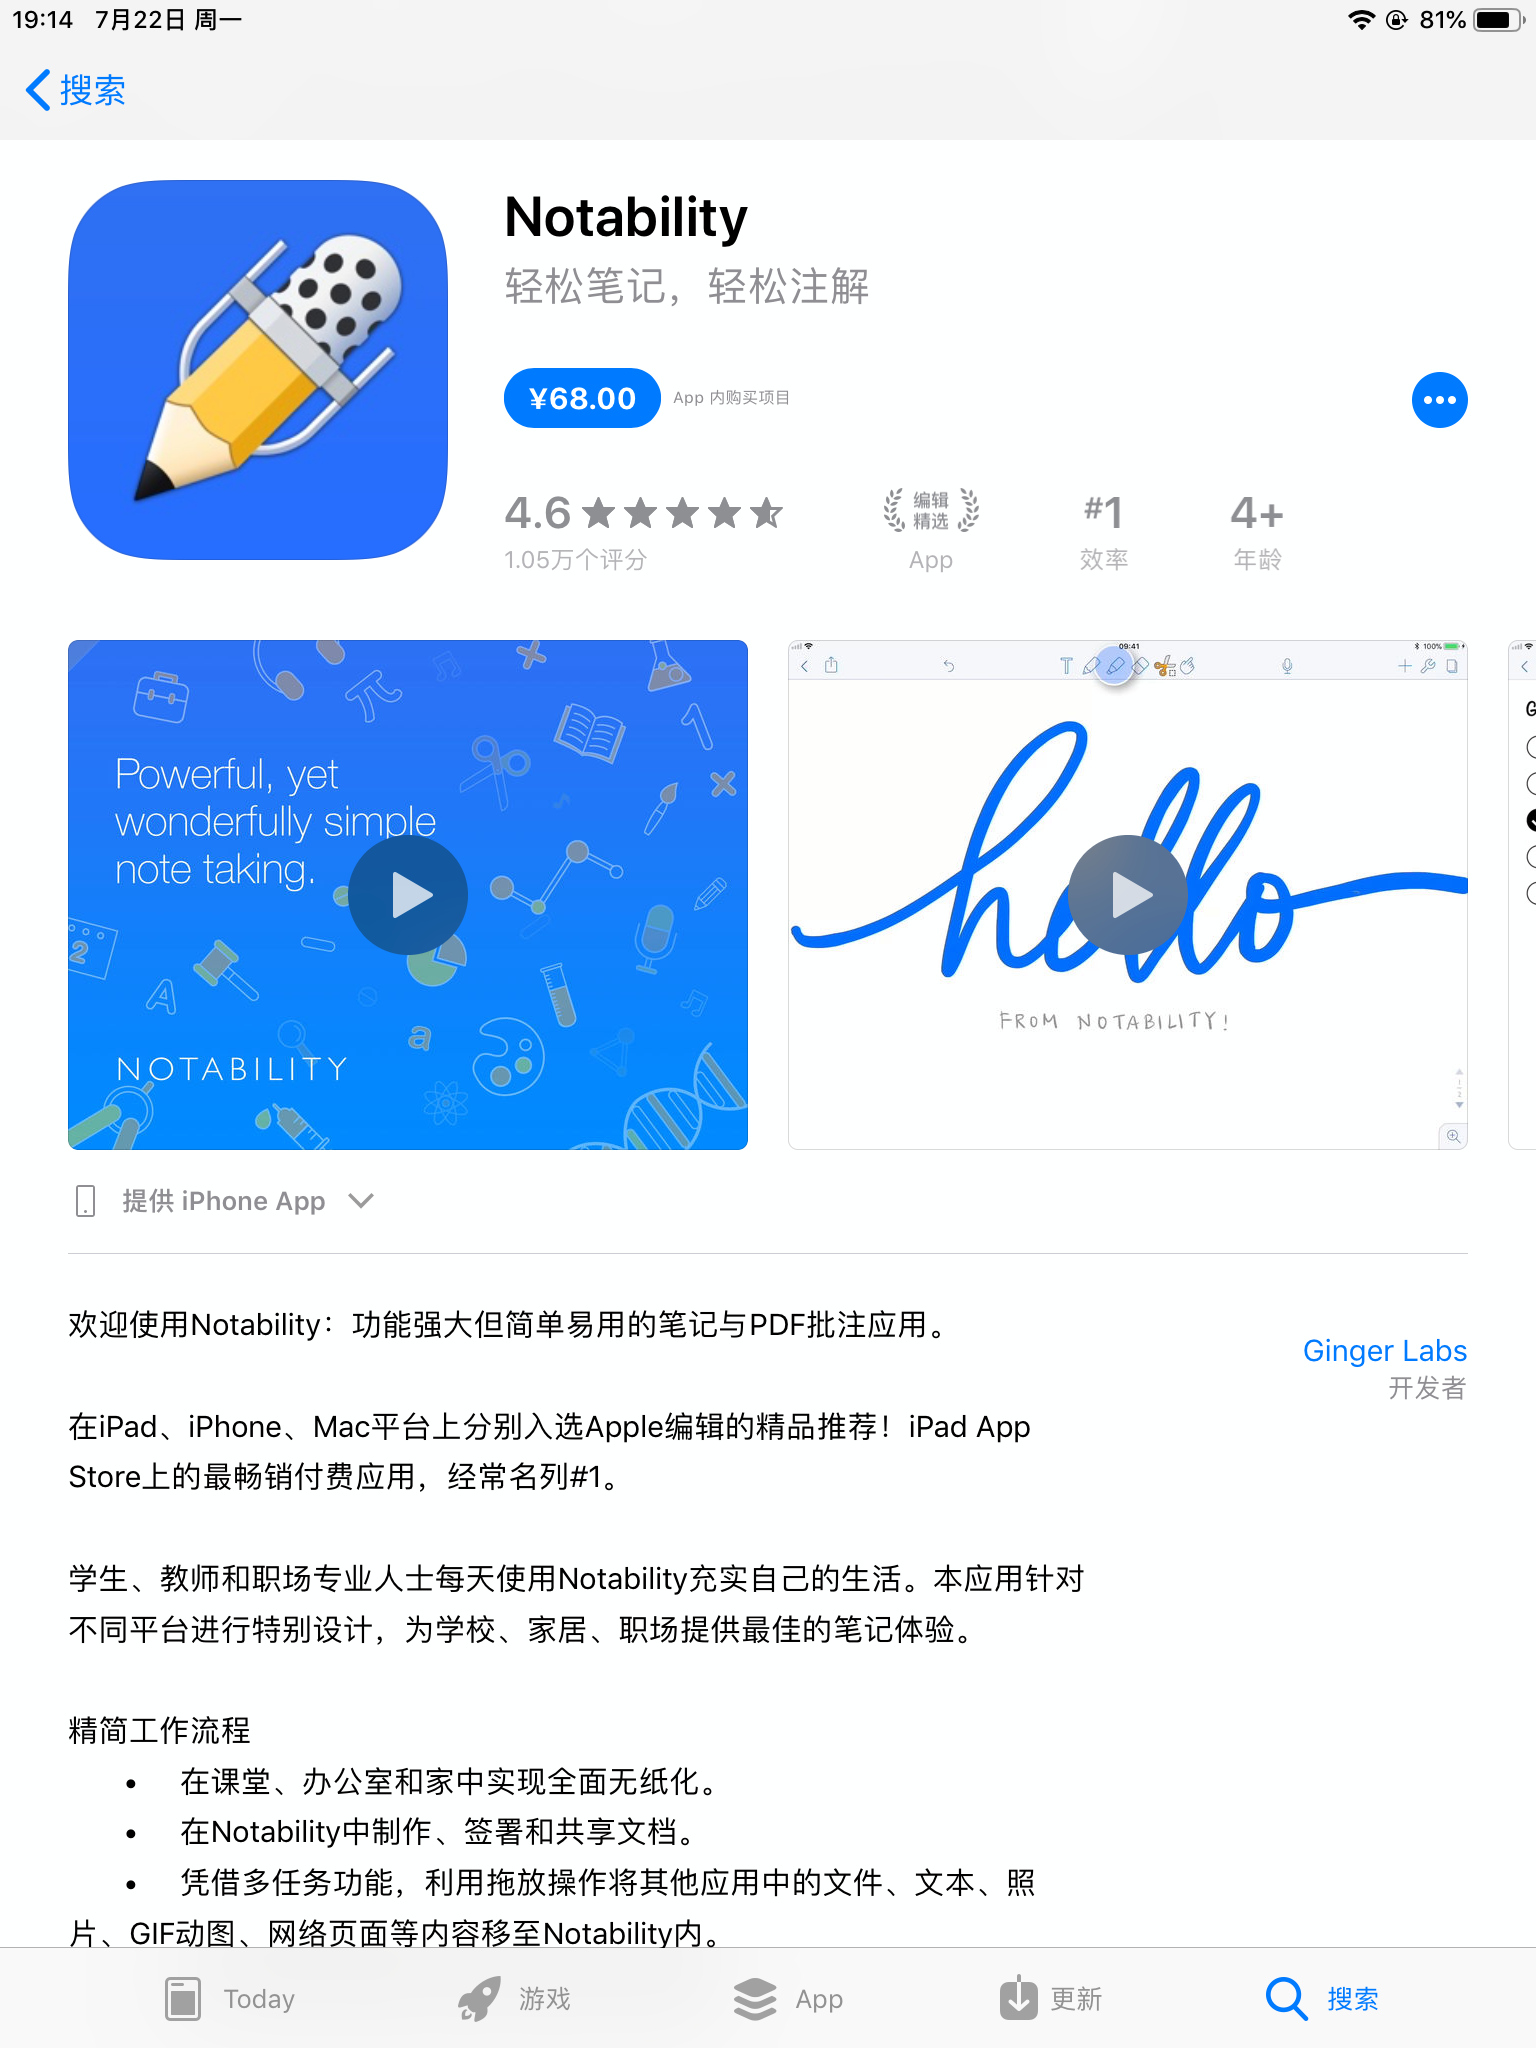 19:14 7月22日 周一 81%
搜索
Notability
轻松笔记，轻松注解
¥68.00 App 内购买项目
4.6
1.05万个评分
编辑
精选
App
#1
效率
4+
年龄
Powerful, yet
wonderfully simple
note taking.
NOTABILITY
09:41 100%
hello
FROM NOTABILITY!
提供 iPhone App
欢迎使用Notability：功能强大但简单易用的笔记与PDF批注应用。
Ginger Labs
开发者
在iPad、iPhone、Mac平台上分别入选Apple编辑的精品推荐！iPad App
Store上的最畅销付费应用，经常名列#1。
学生、教师和职场专业人士每天使用Notability充实自己的生活。本应用针对
不同平台进行特别设计，为学校、家居、职场提供最佳的笔记体验。
精简工作流程
• 在课堂、办公室和家中实现全面无纸化。
• 在Notability中制作、签署和共享文档。
• 凭借多任务功能，利用拖放操作将其他应用中的文件、文本、照
片、GIF动图、网络页面等内容移至Notability内。
Today 游戏 App 更新 搜索